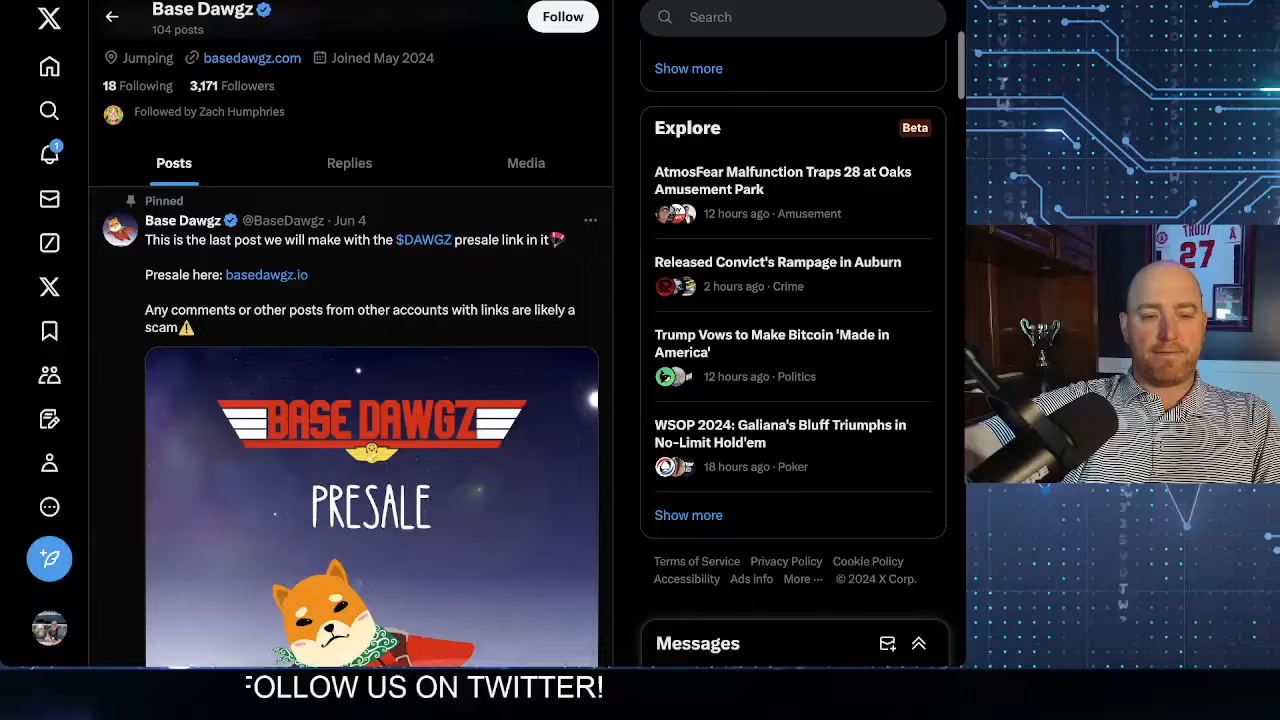 Base Dawgz
104 posts
Follow
Jumping basedawgz.com Joined May 2024
18 Following 3,171 Followers
Followed by Zach Humphries
Posts Replies Media
Pinned
Base Dawgz @BaseDawgz · Jun 4
This is the last post we will make with the $DAWGZ presale link in it
Presale here: basedawgz.io
Any comments or other posts from other accounts with links are likely a
scam
BASE DAWGZ
PRESALE
Search
Show more
Explore
Beta
AtmosFear Malfunction Traps 28 at Oaks
Amusement Park
12 hours ago · Amusement
Released Convict's Rampage in Auburn
2 hours ago · Crime
Trump Vows to Make Bitcoin 'Made in
America'
12 hours ago · Politics
WSOP 2024: Galiana's Bluff Triumphs in
No-Limit Hold'em
18 hours ago · Poker
Show more
Terms of Service Privacy Policy Cookie Policy
Accessibility Ads info More ··· © 2024 X Corp.
Messages
1
TROUT
27
FOLLOW US ON TWITTER!